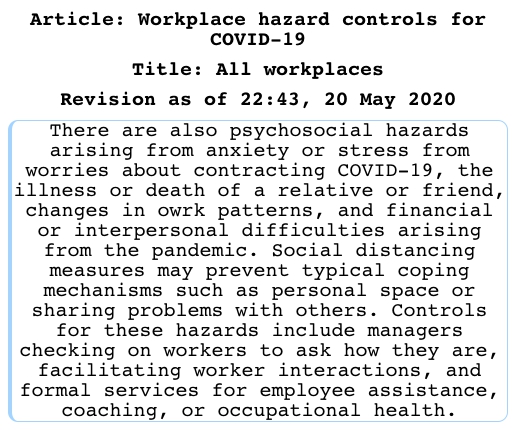 Article: Workplace hazard controls for
COVID-19
Title: All workplaces
Revision as of 22:43, 20 May 2020
There are also psychosocial hazards
arising from anxiety or stress from
worries about contracting COVID-19, the
illness or death of a relative or friend,
changes in owrk patterns, and financial
or interpersonal difficulties arising
from the pandemic. Social distancing
measures may prevent typical coping
mechanisms such as personal space or
sharing problems with others. Controls
for these hazards include managers
checking on workers to ask how they are,
facilitating worker interactions, and
formal services for employee assistance,
coaching, or occupational health.